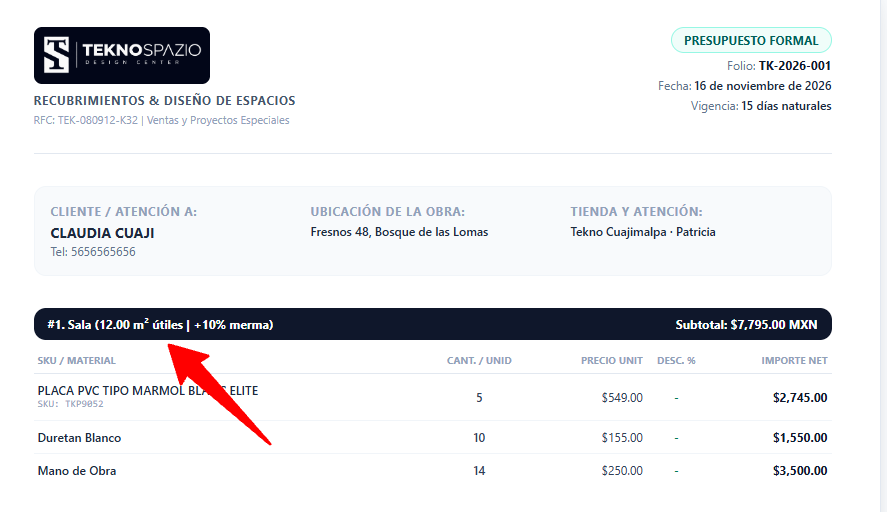 TEKNOSPAZIO
DESIGN CENTER
PRESUPUESTO FORMAL
Folio: TK-2026-001
Fecha: 16 de noviembre de 2026
Vigencia: 15 días naturales
RECUBRIMIENTOS & DISEÑO DE ESPACIOS
RFC: TEK-080912-K32 | Ventas y Proyectos Especiales
CLIENTE / ATENCIÓN A:
CLAUDIA CUAJI
Tel: 5656565656
UBICACIÓN DE LA OBRA:
Fresnos 48, Bosque de las Lomas
TIENDA Y ATENCIÓN:
Tekno Cuajimalpa · Patricia
#1. Sala (12.00 m² útiles | +10% merma) Subtotal: $7,795.00 MXN
SKU / MATERIAL CANT. / UNID PRECIO UNIT DESC. % IMPORTE NET
PLACA PVC TIPO MARMOL ELITE 5 $549.00 - $2,745.00
SKU: TKP9052
Duretan Blanco 10 $155.00 - $1,550.00
Mano de Obra 14 $250.00 - $3,500.00